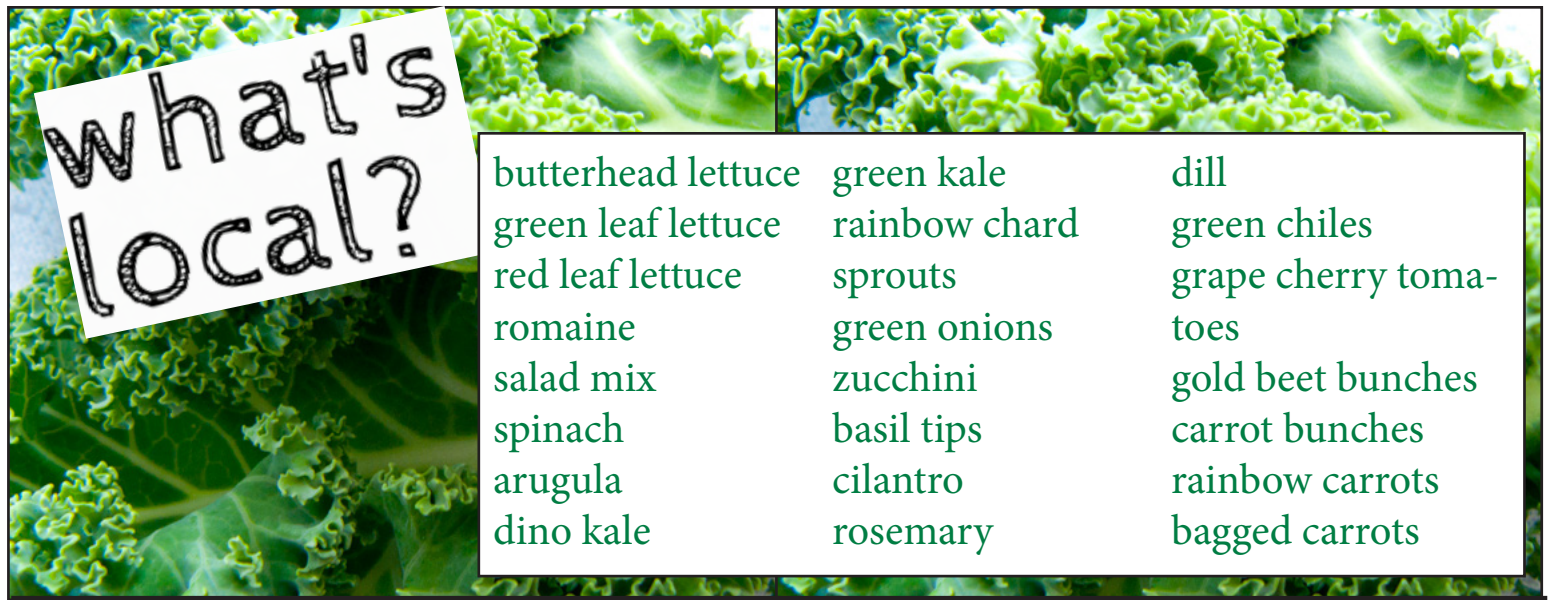 what's
local?
butterhead lettuce
green leaf lettuce
red leaf lettuce
romaine
salad mix
spinach
arugula
dino kale
green kale
rainbow chard
sprouts
green onions
zucchini
basil tips
cilantro
rosemary
dill
green chiles
grape cherry toma-
toes
gold beet bunches
carrot bunches
rainbow carrots
bagged carrots